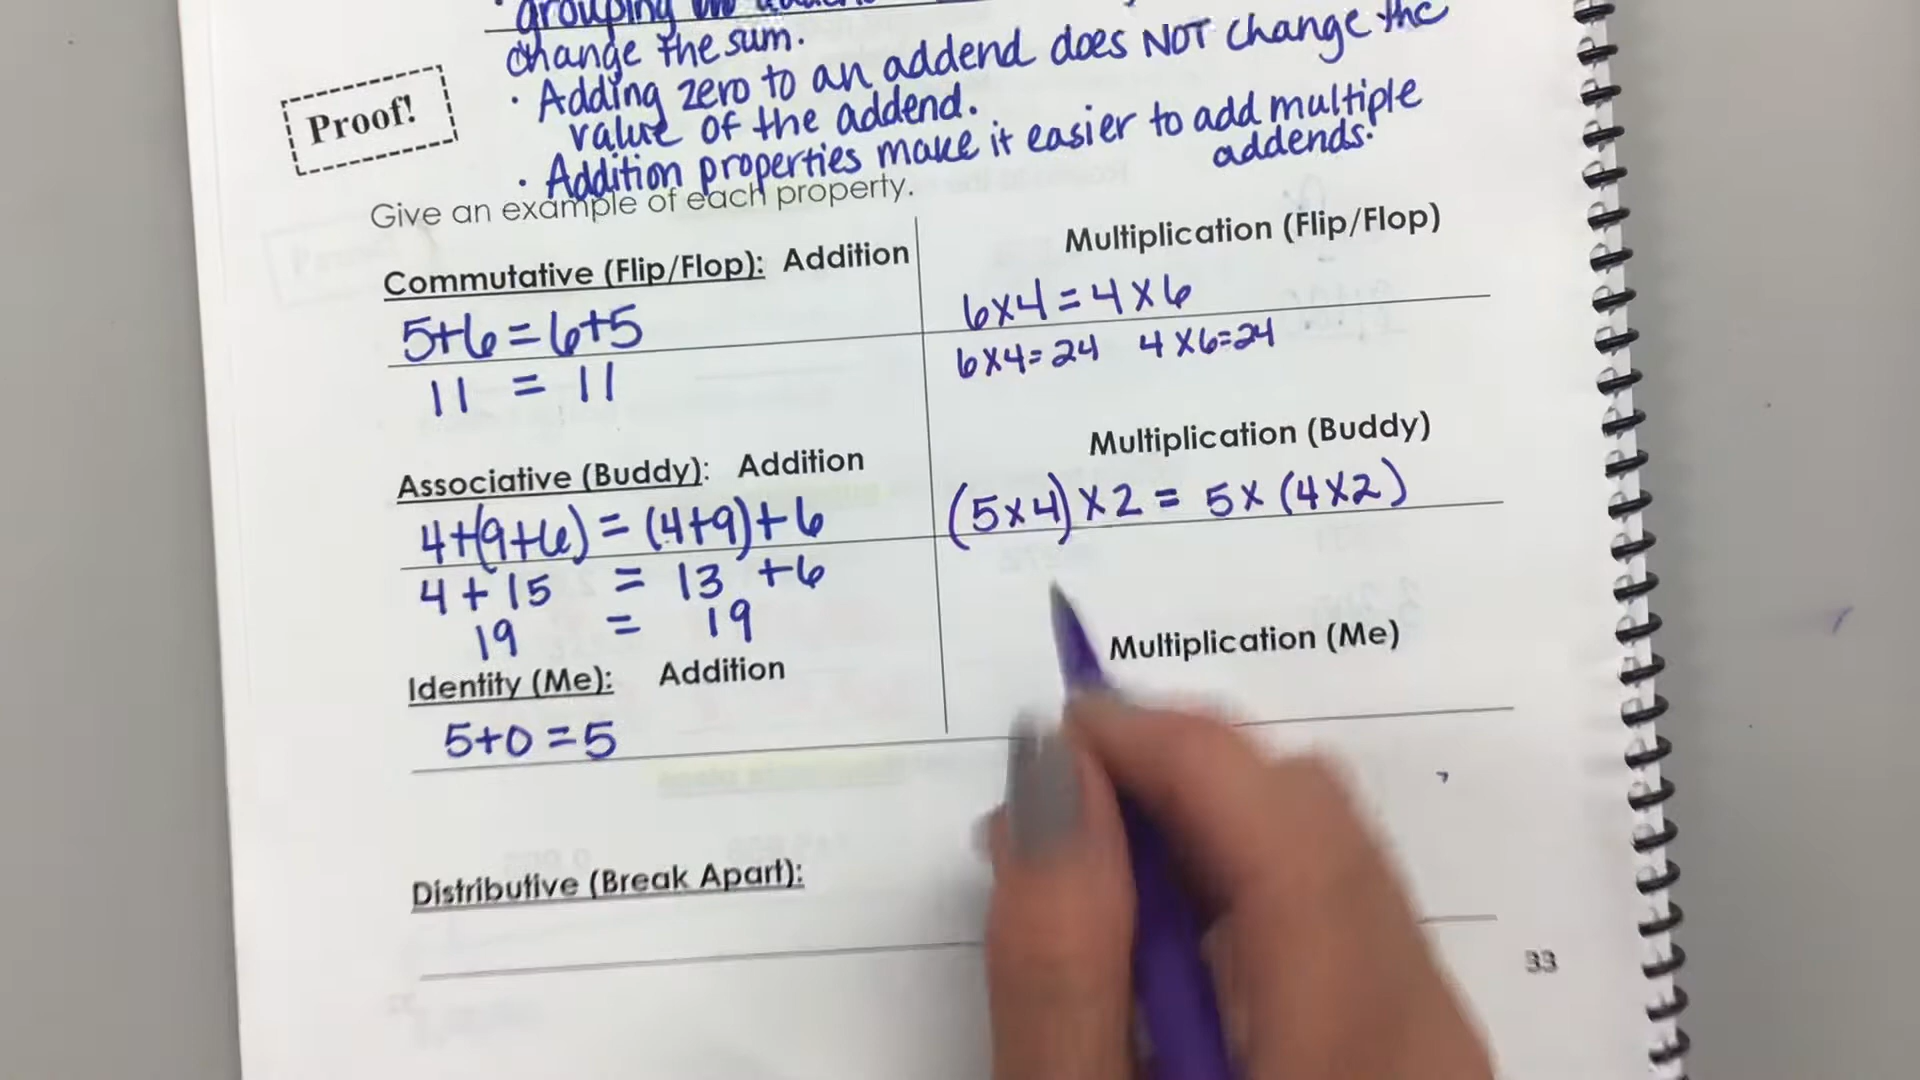 · grouping
change the sum.
· Adding zero to an addend does NOT change the
value of the addend.
· Addition properties make it easier to add multiple
addends.
Proof!
Give an example of each property.
Commutative (Flip/Flop): Addition
5+6=6+5
11 = 11
Multiplication (Flip/Flop)
6x4=4x6
6x4=24 4x6=24
Associative (Buddy): Addition
4+(9+6)=(4+9)+6
4+15 = 13 +6
19 = 19
Multiplication (Buddy)
(5x4)x2 = 5x(4x2)
Identity (Me): Addition
5+0=5
Multiplication (Me)
Distributive (Break Apart):
33